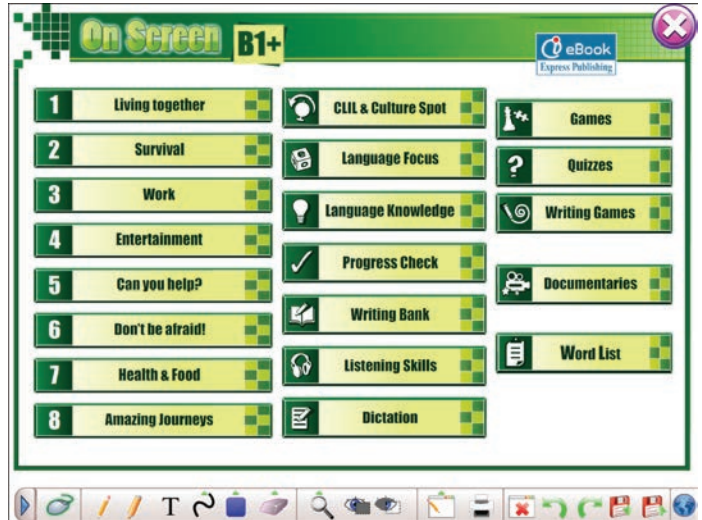 On Screen B1+
ieBook
Express Publishing
1 Living together
2 Survival
3 Work
4 Entertainment
5 Can you help?
6 Don't be afraid!
7 Health & Food
8 Amazing Journeys
CLIL & Culture Spot
Language Focus
Language Knowledge
Progress Check
Writing Bank
Listening Skills
Dictation
Games
? Quizzes
Writing Games
Documentaries
Word List
T